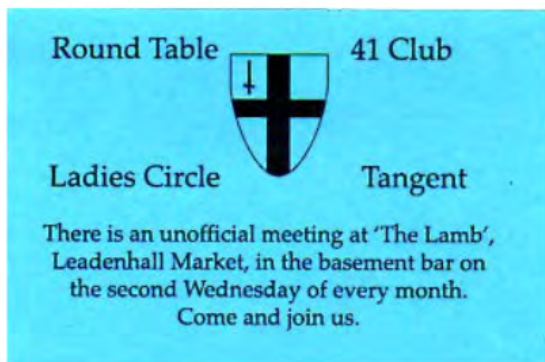 Round Table 41 Club
Ladies Circle Tangent
There is an unofficial meeting at ‘The Lamb’,
Leadenhall Market, in the basement bar on
the second Wednesday of every month.
Come and join us.